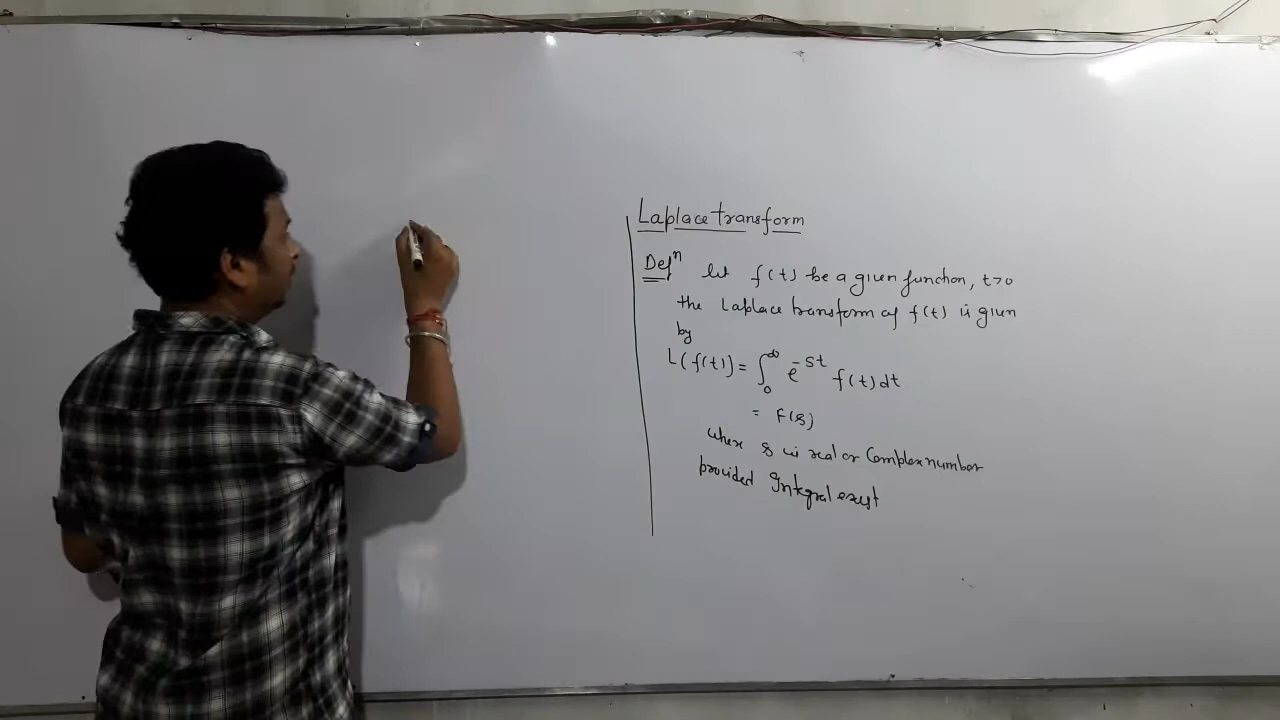 Laplace transform
Defⁿ let f(t) be a given function, t>0
the Laplace transform of f(t) is given
by
L(f(t)) = ∫₀^∞ e^-st f(t) dt
= F(s)
where s is real or Complex number
provided Integral exist